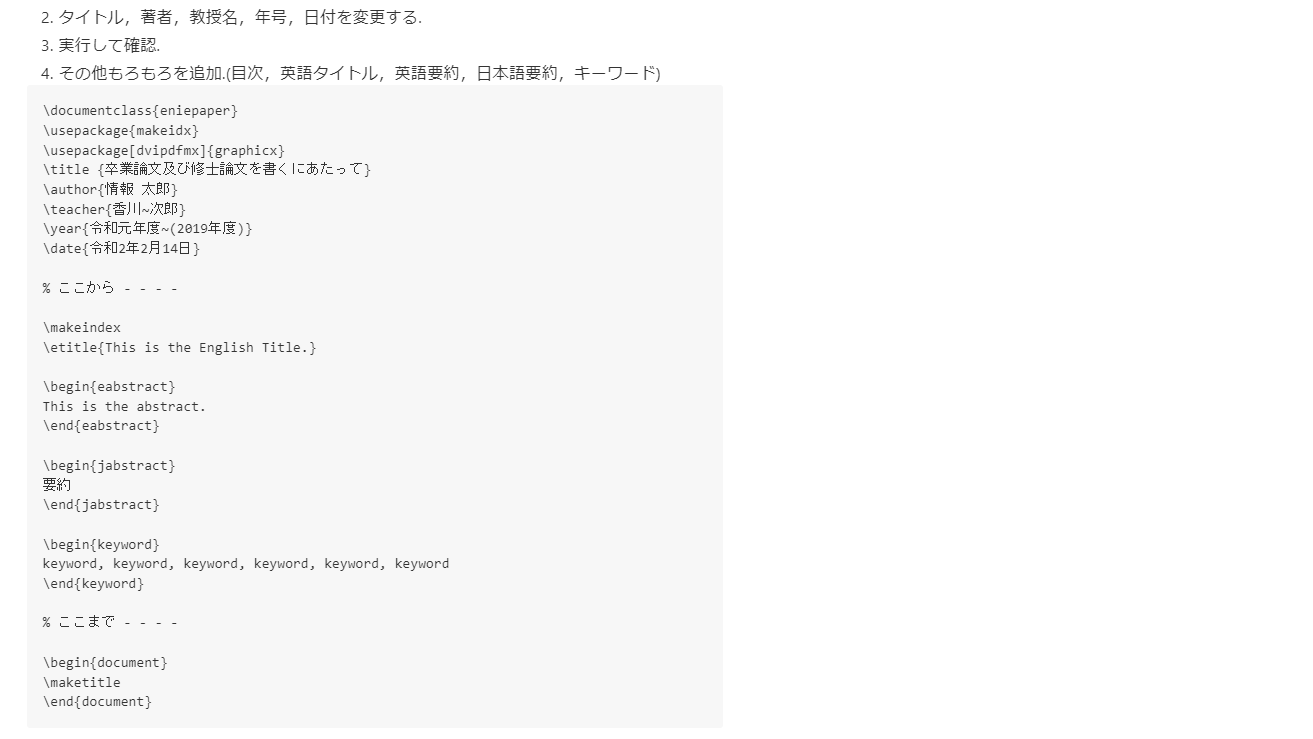 2. タイトル，著者，教授名，年号，日付を変更する.
3. 実行して確認.
4. その他もろもろを追加.(目次，英語タイトル，英語要約，日本語要約，キーワード)
\documentclass{eniepaper}
\usepackage{makeidx}
\usepackage[dvipdfmx]{graphicx}
\title {卒業論文及び修士論文を書くにあたって}
\author{情報 太郎}
\teacher{香川~次郎}
\year{令和元年度~(2019年度)}
\date{令和2年2月14日}
% ここから - - - -
\makeindex
\etitle{This is the English Title.}
\begin{eabstract}
This is the abstract.
\end{eabstract}
\begin{jabstract}
要約
\end{jabstract}
\begin{keyword}
keyword, keyword, keyword, keyword, keyword, keyword
\end{keyword}
% ここまで - - - -
\begin{document}
\maketitle
\end{document}